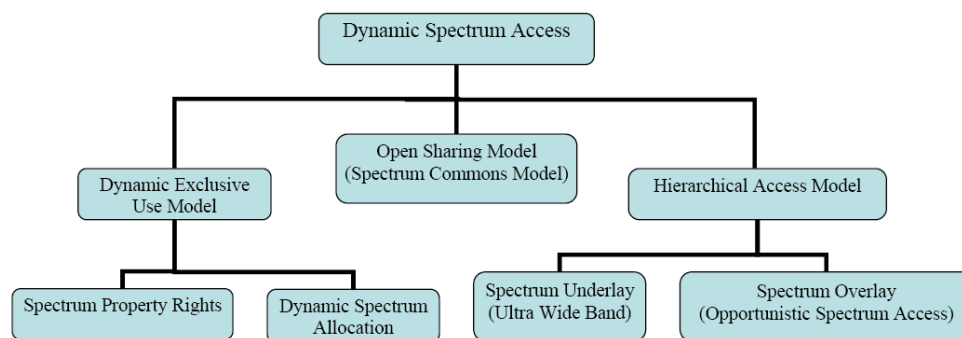 Dynamic Spectrum Access
Open Sharing Model
(Spectrum Commons Model)
Dynamic Exclusive
Use Model
Hierarchical Access Model
Spectrum Property Rights
Dynamic Spectrum
Allocation
Spectrum Underlay
(Ultra Wide Band)
Spectrum Overlay
(Opportunistic Spectrum Access)